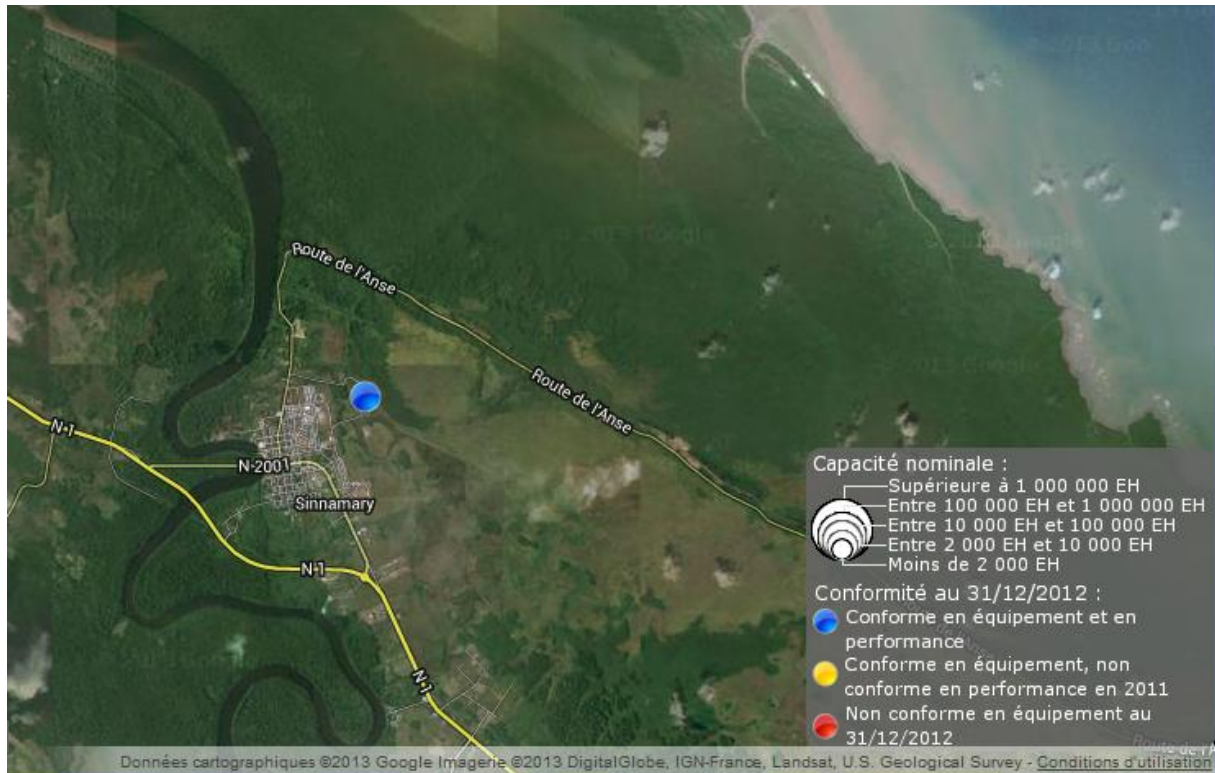 Route de l'Anse
Route de l'Anse
N 1
N 2001
Sinnamary
N 1
N 1
Capacité nominale :
Supérieure à 1 000 000 EH
Entre 100 000 EH et 1 000 000 EH
Entre 10 000 EH et 100 000 EH
Entre 2 000 EH et 10 000 EH
Moins de 2 000 EH
Conformité au 31/12/2012 :
Conforme en équipement et en
performance
Conforme en équipement, non
conforme en performance en 2011
Non conforme en équipement au
31/12/2012
Données cartographiques ©2013 Google Imagerie ©2013 DigitalGlobe, IGN-France, Landsat, U.S. Geological Survey - Conditions d'utilisation